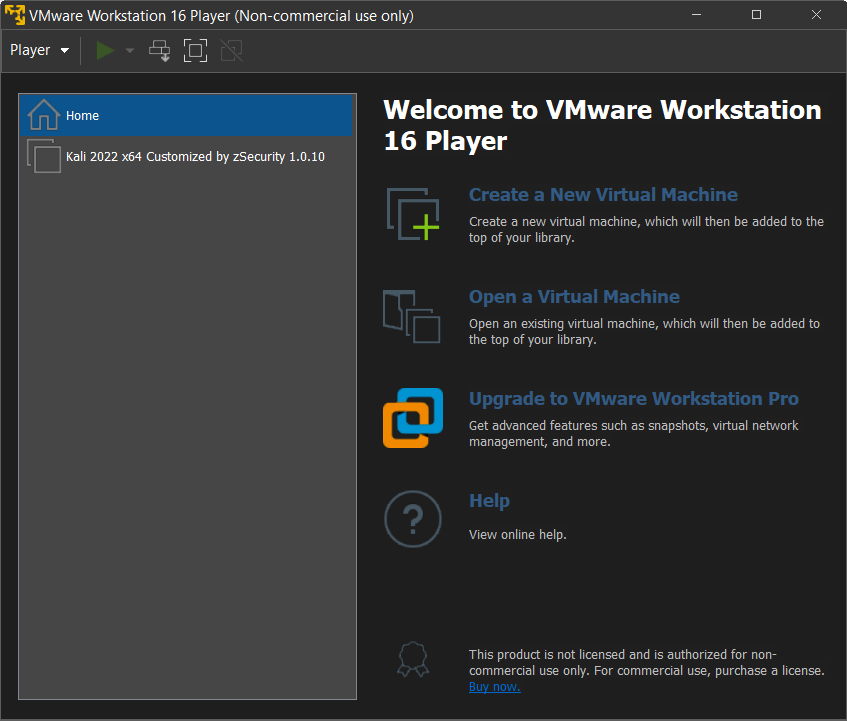 VMware Workstation 16 Player (Non-commercial use only)
Player
Home
Kali 2022 x64 Customized by zSecurity 1.0.10
Welcome to VMware Workstation
16 Player
Create a New Virtual Machine
Create a new virtual machine, which will then be added to the
top of your library.
Open a Virtual Machine
Open an existing virtual machine, which will then be added to
the top of your library.
Upgrade to VMware Workstation Pro
Get advanced features such as snapshots, virtual network
management, and more.
?
Help
View online help.
This product is not licensed and is authorized for non-
commercial use only. For commercial use, purchase a license.
Buy now.